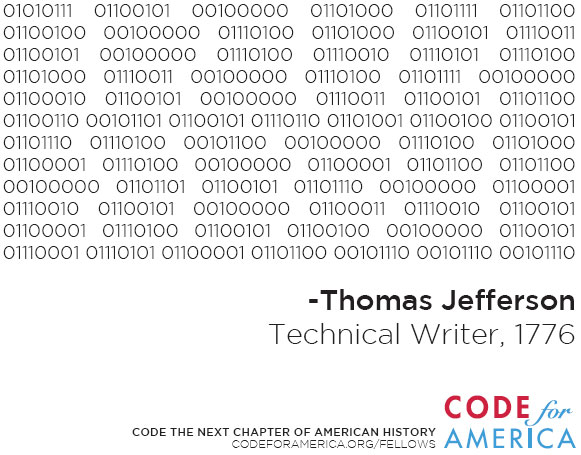 01010111 01100101 00100000 01101000 01101111 01101100
01100100 00100000 01110100 01101000 01100101 01110011
01100101 00100000 01110100 01110010 01110101 01110100
01101000 01110011 00100000 01110100 01101111 00100000
01100010 01100101 00100000 01110011 01100101 01101100
01100110 00101101 01100101 01110110 01101001 01100100 01100101
01101110 01110100 00101100 00100000 01110100 01101000
01100001 01110100 00100000 01100001 01101100 01101100
00100000 01101101 01100101 01101110 00100000 01100001
01110010 01100101 00100000 01100011 01110010 01100101
01100001 01110100 01100101 01100100 00100000 01100101
01110001 01110101 01100001 01101100 00101110 00101110 00101110
-Thomas Jefferson
Technical Writer, 1776
CODE THE NEXT CHAPTER OF AMERICAN HISTORY
CODEFORAMERICA.ORG/FELLOWS
CODE for
AMERICA